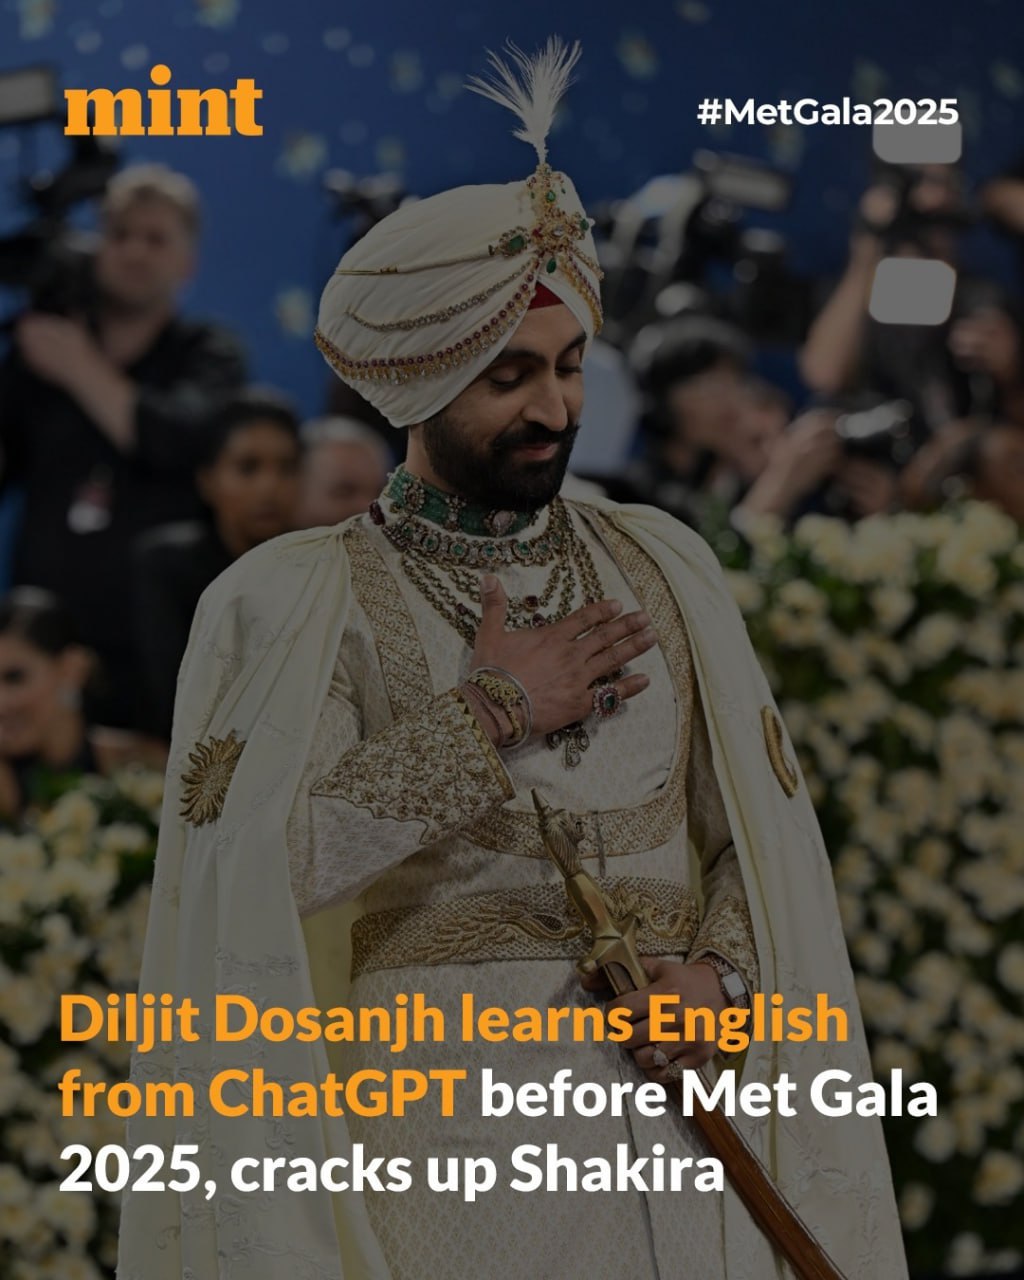 mint
#MetGala2025
Diljit Dosanjh learns English
from ChatGPT before Met Gala
2025, cracks up Shakira